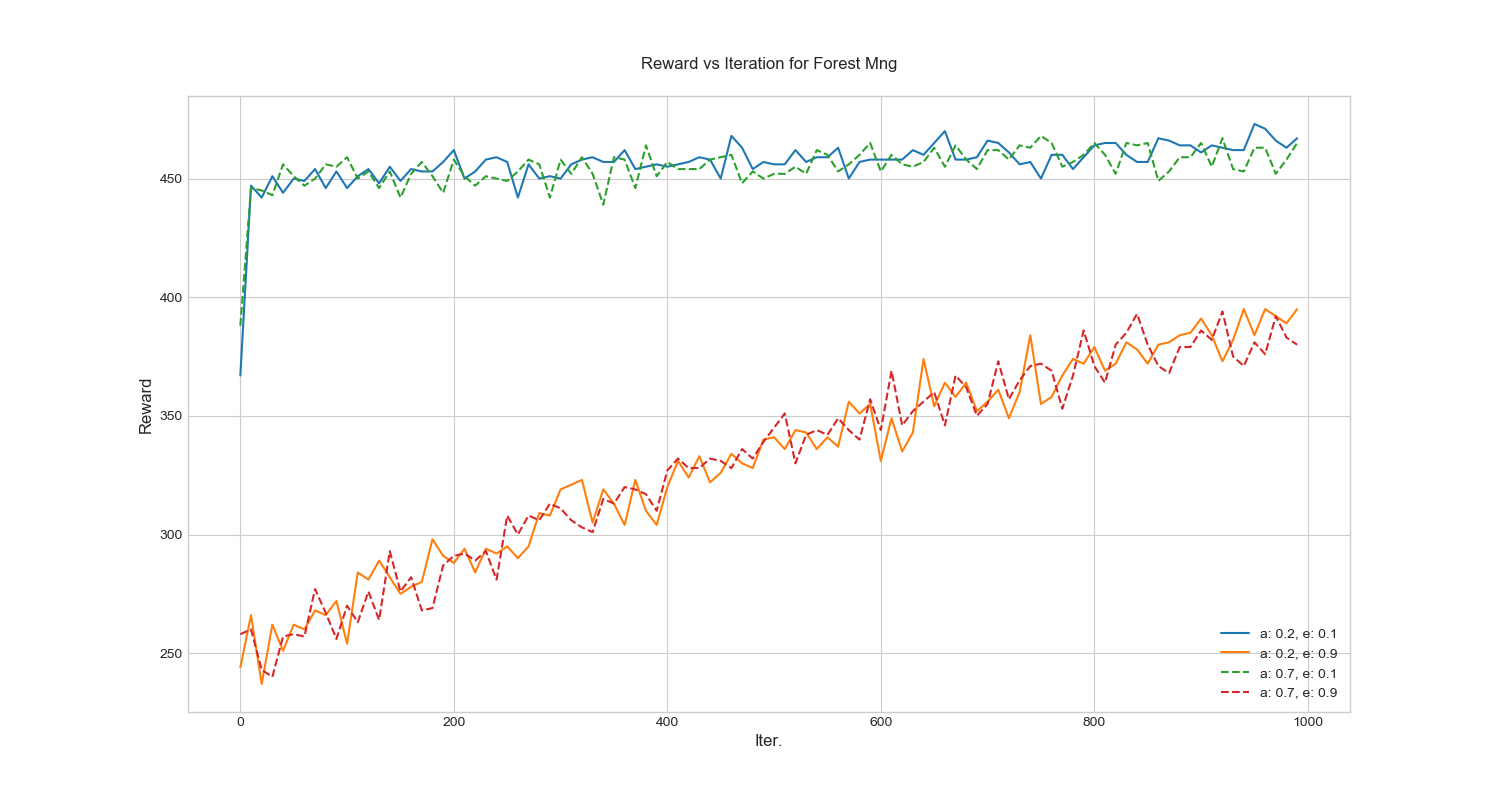 Reward vs Iteration for Forest Mng
450
400
350
300
250
Reward
0 200 400 600 800 1000
Iter.
a: 0.2, e: 0.1
a: 0.2, e: 0.9
a: 0.7, e: 0.1
a: 0.7, e: 0.9